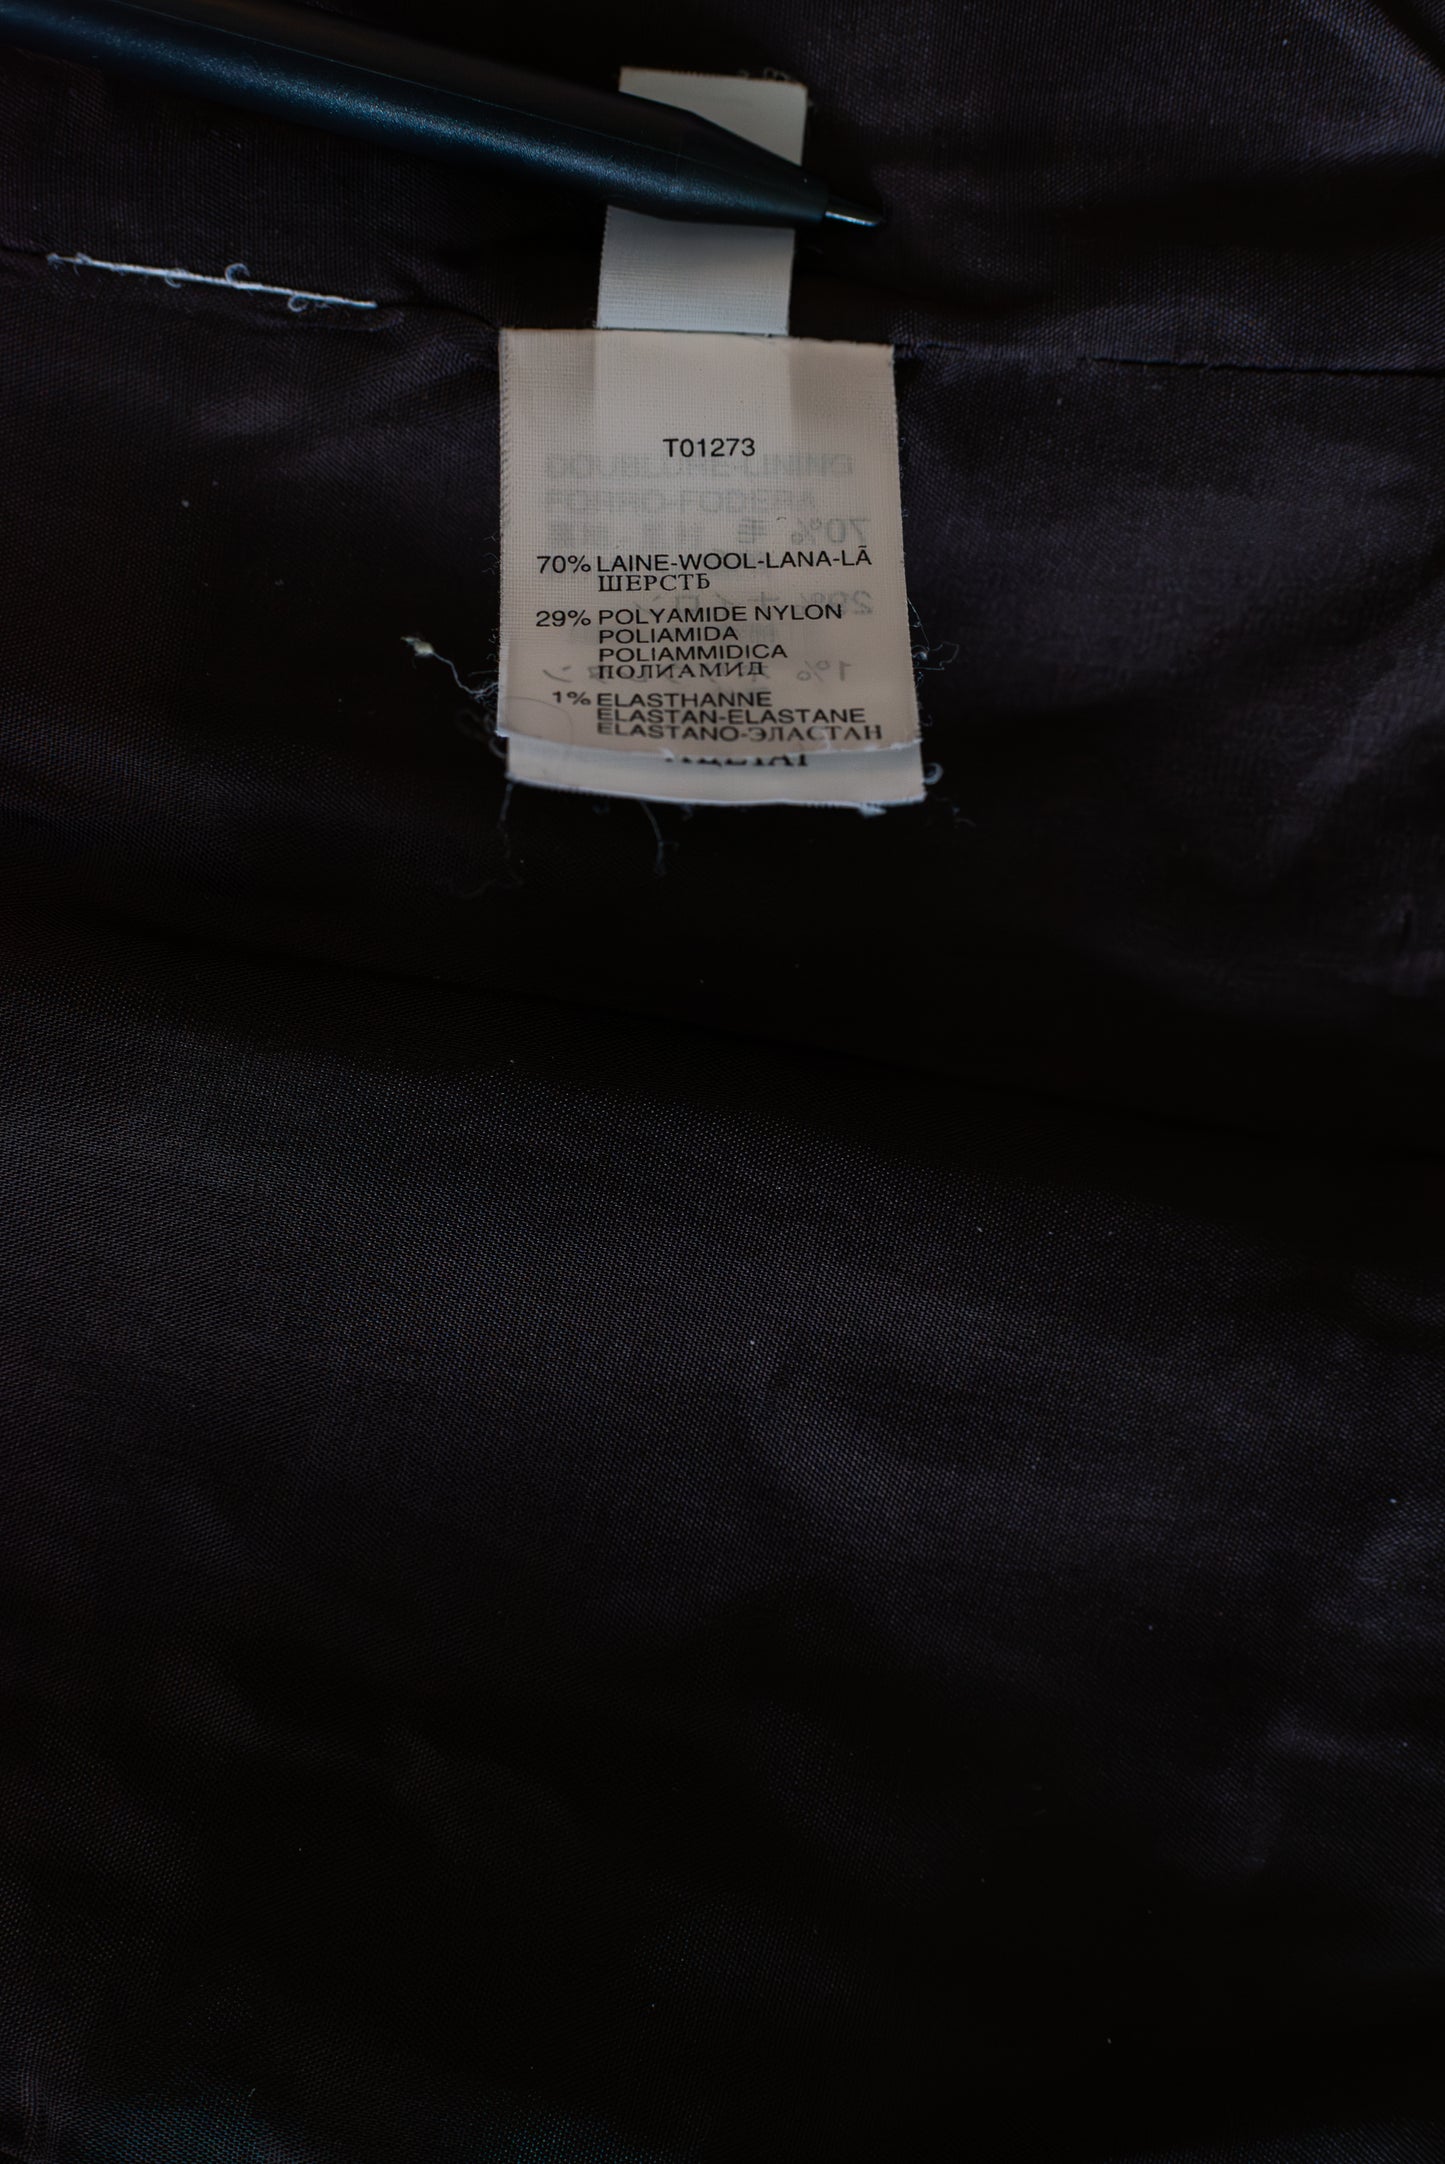 T01273
70% LAINE-WOOL-LANA-LÃ
ШЕРСТЬ
29% POLYAMIDE NYLON
POLIAMIDA
POLIAMMIDICA
ПОЛИАМИД
1% ELASTHANNE
ELASTAN-ELASTANE
ELASTANO-ЭЛАСТАН